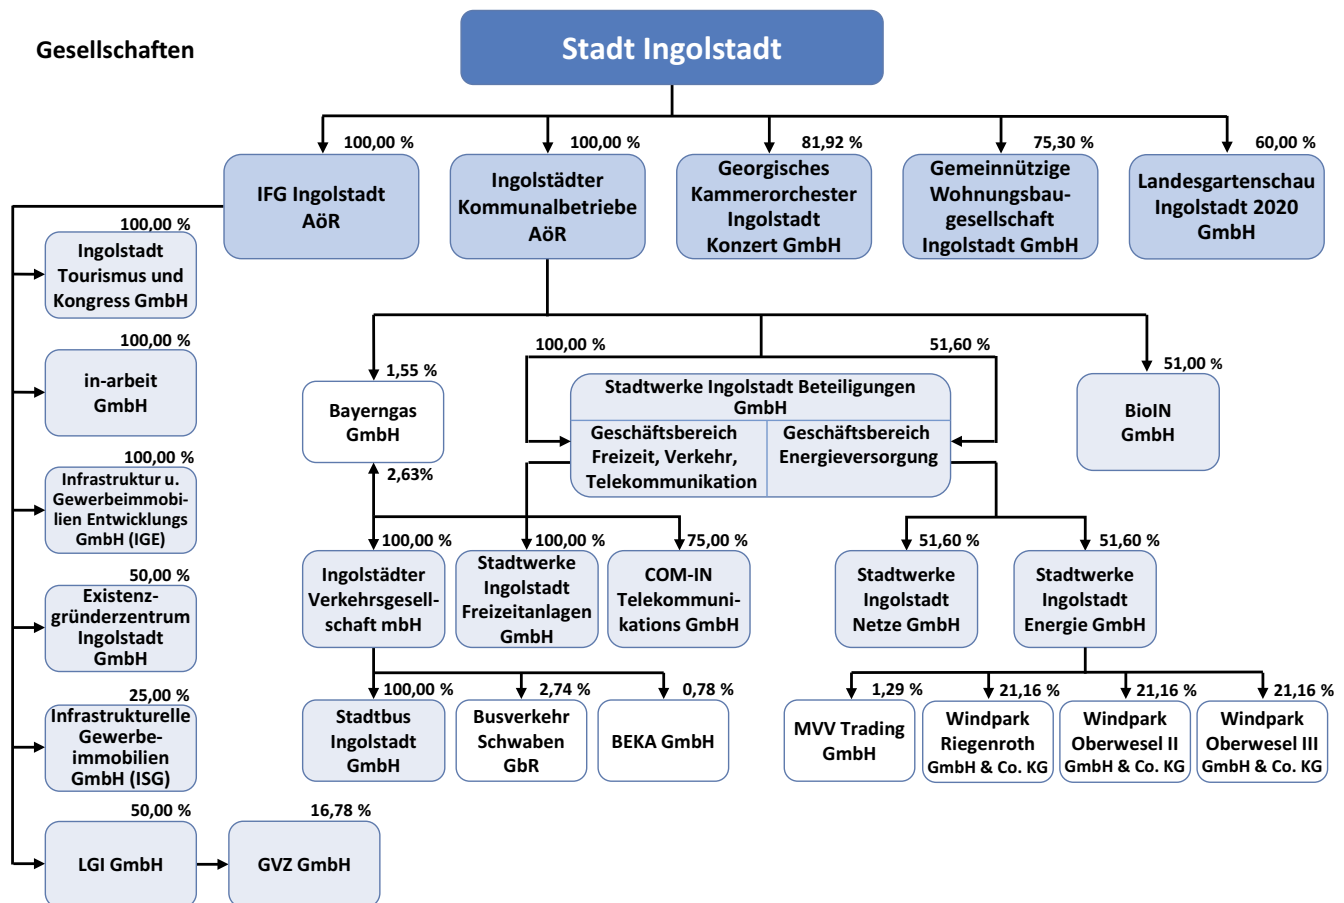 Gesellschaften
Stadt Ingolstadt
100,00 %
IFG Ingolstadt
AöR
100,00 %
Ingolstädter
Kommunalbetriebe
AöR
81,92 %
Georgisches
Kammerorchester
Ingolstadt
Konzert GmbH
75,30 %
Gemeinnützige
Wohnungsbau-
gesellschaft
Ingolstadt GmbH
60,00 %
Landesgartenschau
Ingolstadt 2020
GmbH
100,00 %
Ingolstadt
Tourismus und
Kongress GmbH
100,00 %
in-arbeit
GmbH
100,00 %
Infrastruktur u.
Gewerbeimmobi-
lien Entwicklungs
GmbH (IGE)
50,00 %
Existenz-
gründerzentrum
Ingolstadt
GmbH
25,00 %
Infrastrukturelle
Gewerbe-
immobilien
GmbH (ISG)
50,00 %
LGI GmbH
16,78 %
GVZ GmbH
1,55 %
Bayerngas
GmbH
2,63%
100,00 %
51,60 %
Stadtwerke Ingolstadt Beteiligungen
GmbH
Geschäftsbereich
Freizeit, Verkehr,
Telekommunikation
Geschäftsbereich
Energieversorgung
51,00 %
BioIN
GmbH
100,00 %
Ingolstädter
Verkehrsgesell-
schaft mbH
100,00 %
Stadtwerke
Ingolstadt
Freizeitanlagen
GmbH
75,00 %
COM-IN
Telekommuni-
kations GmbH
51,60 %
Stadtwerke
Ingolstadt
Netze GmbH
51,60 %
Stadtwerke
Ingolstadt
Energie GmbH
100,00 %
Stadtbus
Ingolstadt
GmbH
2,74 %
Busverkehr
Schwaben
GbR
0,78 %
BEKA GmbH
1,29 %
MVV Trading
GmbH
21,16 %
Windpark
Riegenroth
GmbH & Co. KG
21,16 %
Windpark
Oberwesel II
GmbH & Co. KG
21,16 %
Windpark
Oberwesel III
GmbH & Co. KG